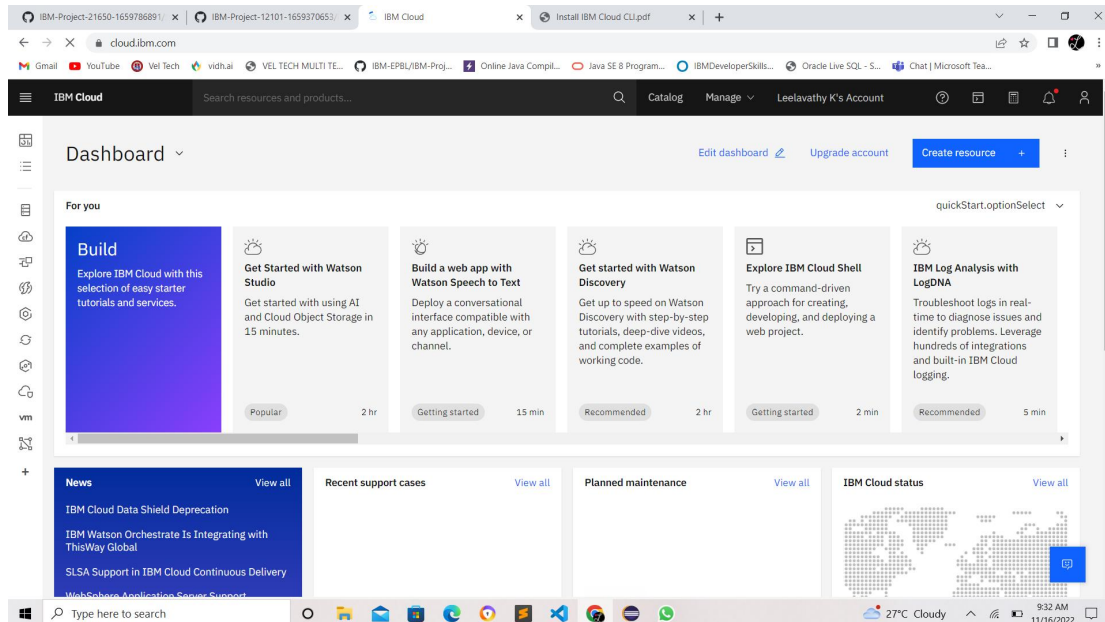 IBM-Project-21650-1659786891/
IBM-Project-12101-1659370653/
IBM Cloud
Install IBM Cloud CLI.pdf
cloud.ibm.com
Gmail
YouTube
Vel Tech
vidh.ai
VEL TECH MULTI TE...
IBM-EPBL/IBM-Proj...
Online Java Compil...
Java SE 8 Program...
IBMDeveloperSkills...
Oracle Live SQL - S...
Chat | Microsoft Tea...
»
IBM Cloud
Search resources and products...
Catalog
Manage
Leelavathy K's Account
Dashboard
Edit dashboard
Upgrade account
Create resource +
For you
quickStart.optionSelect
Build
Explore IBM Cloud with this
selection of easy starter
tutorials and services.
Get Started with Watson
Studio
Get started with using AI
and Cloud Object Storage in
15 minutes.
Popular
2 hr
Build a web app with
Watson Speech to Text
Deploy a conversational
interface compatible with
any application, device, or
channel.
Getting started
15 min
Get started with Watson
Discovery
Get up to speed on Watson
Discovery with step-by-step
tutorials, deep-dive videos,
and complete examples of
working code.
Recommended
2 hr
Explore IBM Cloud Shell
Try a command-driven
approach for creating,
developing, and deploying a
web project.
Getting started
2 min
IBM Log Analysis with
LogDNA
Troubleshoot logs in real-
time to diagnose issues and
identify problems. Leverage
hundreds of integrations
and built-in IBM Cloud
logging.
Recommended
5 min
vm
News
View all
IBM Cloud Data Shield Deprecation
IBM Watson Orchestrate Is Integrating with
ThisWay Global
SLSA Support in IBM Cloud Continuous Delivery
WebSphere Application Server Support
Recent support cases
View all
Planned maintenance
View all
IBM Cloud status
View all
Type here to search
27°C Cloudy
9:32 AM
11/16/2022